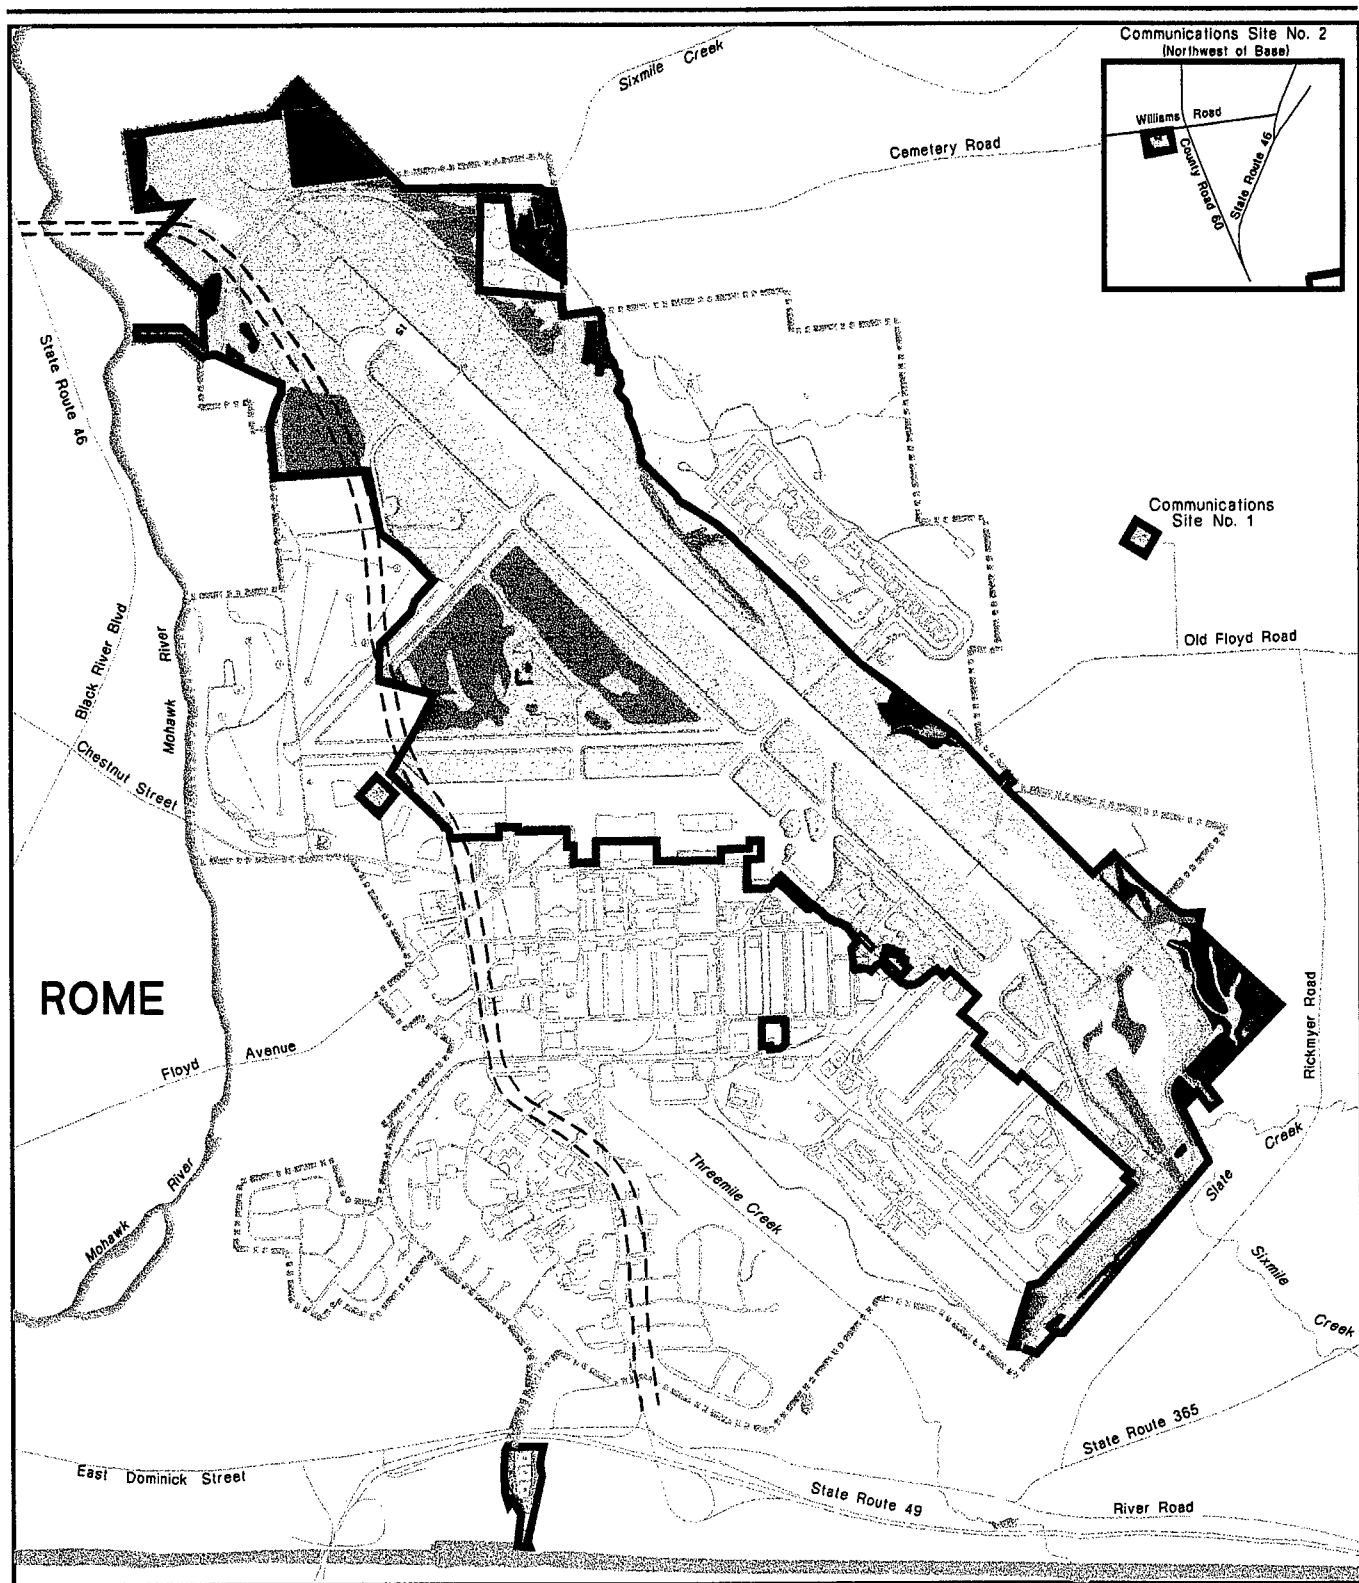 Communications Site No. 2
(Northwest of Base)
Williams Road
County Road 60
State Route 46
Sixmile Creek
Cemetery Road
State Route 46
15
Communications
Site No. 1
Old Floyd Road
Black River Blvd
Mohawk River
Chestnut Street
ROME
Rickmyer Road
Floyd Avenue
Threemile Creek
Slate Creek
Mohawk River
Sixmile Creek
State Route 365
East Dominick Street
State Route 49
River Road